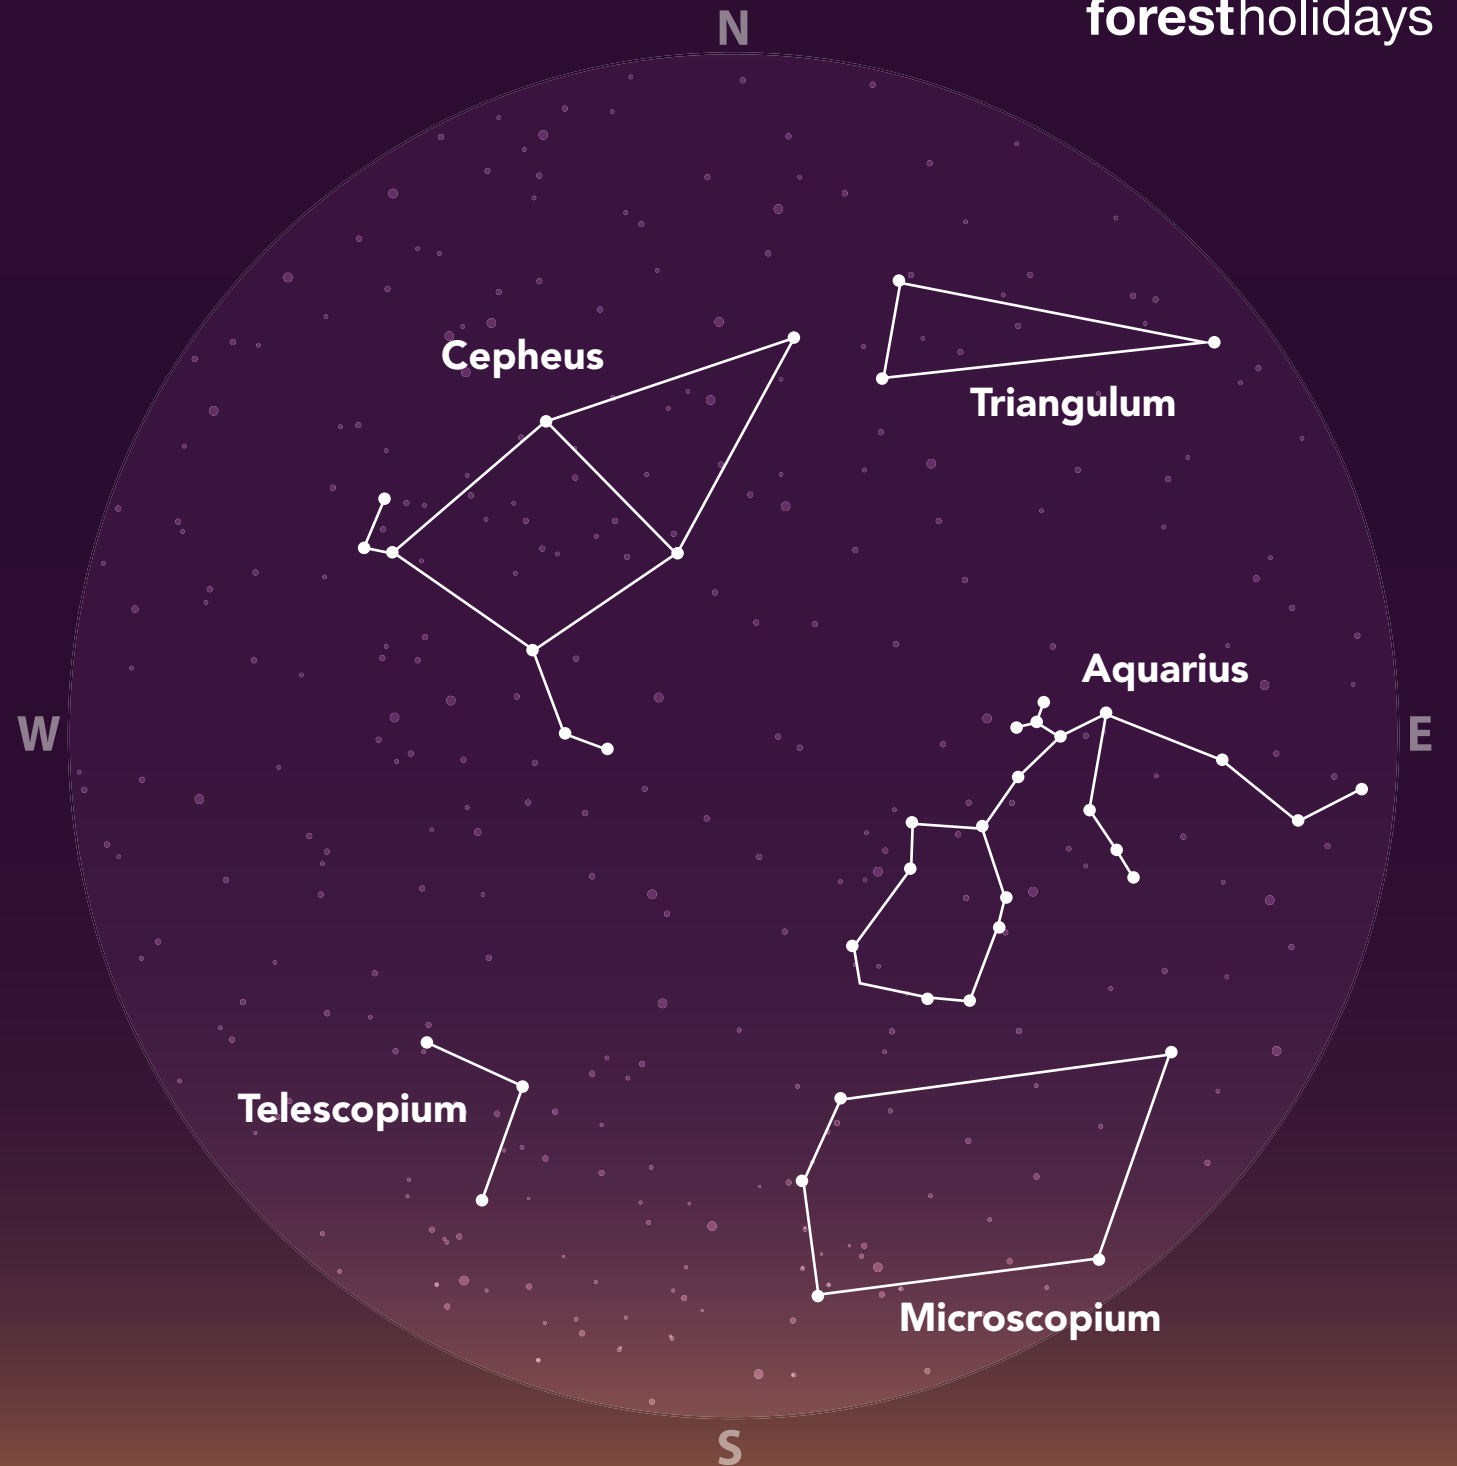 forestholidays
N
Cepheus
Triangulum
Aquarius
W
E
Telescopium
Microscopium
S